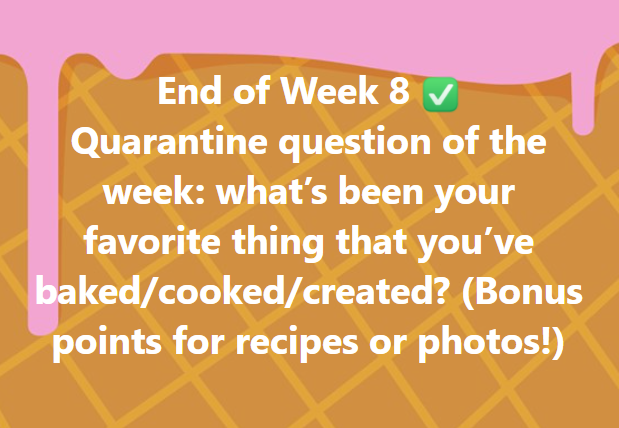 End of Week 8 ✅
Quarantine question of the
week: what’s been your
favorite thing that you’ve
baked/cooked/created? (Bonus
points for recipes or photos!)